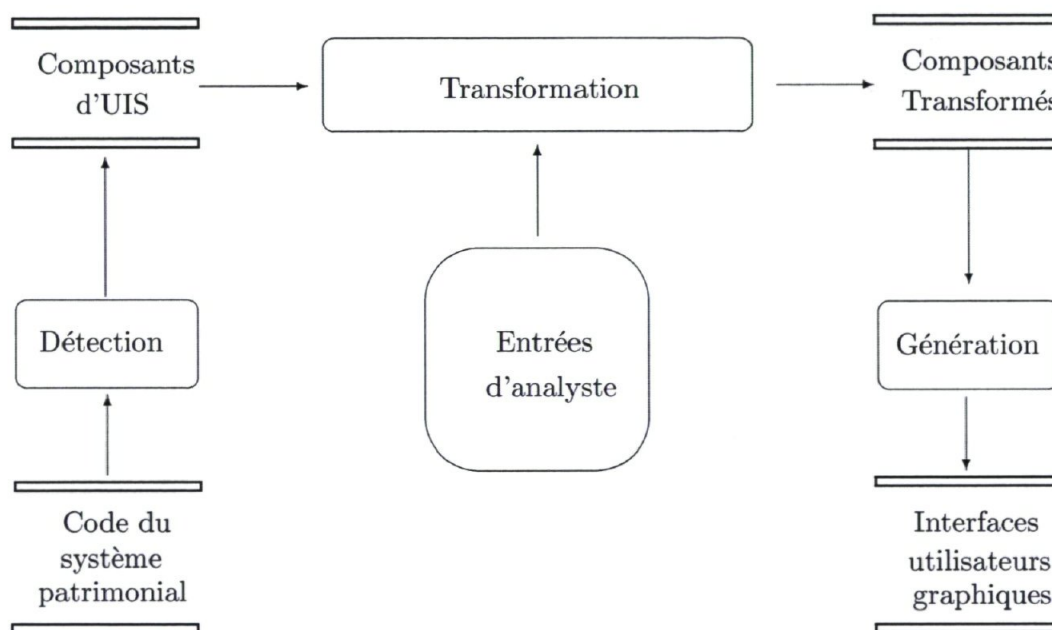 Composants
d'UIS
Transformation
Composants
Transformés
Détection
Entrées
d'analyste
Génération
Code du
système
patrimonial
Interfaces
utilisateurs
graphiques